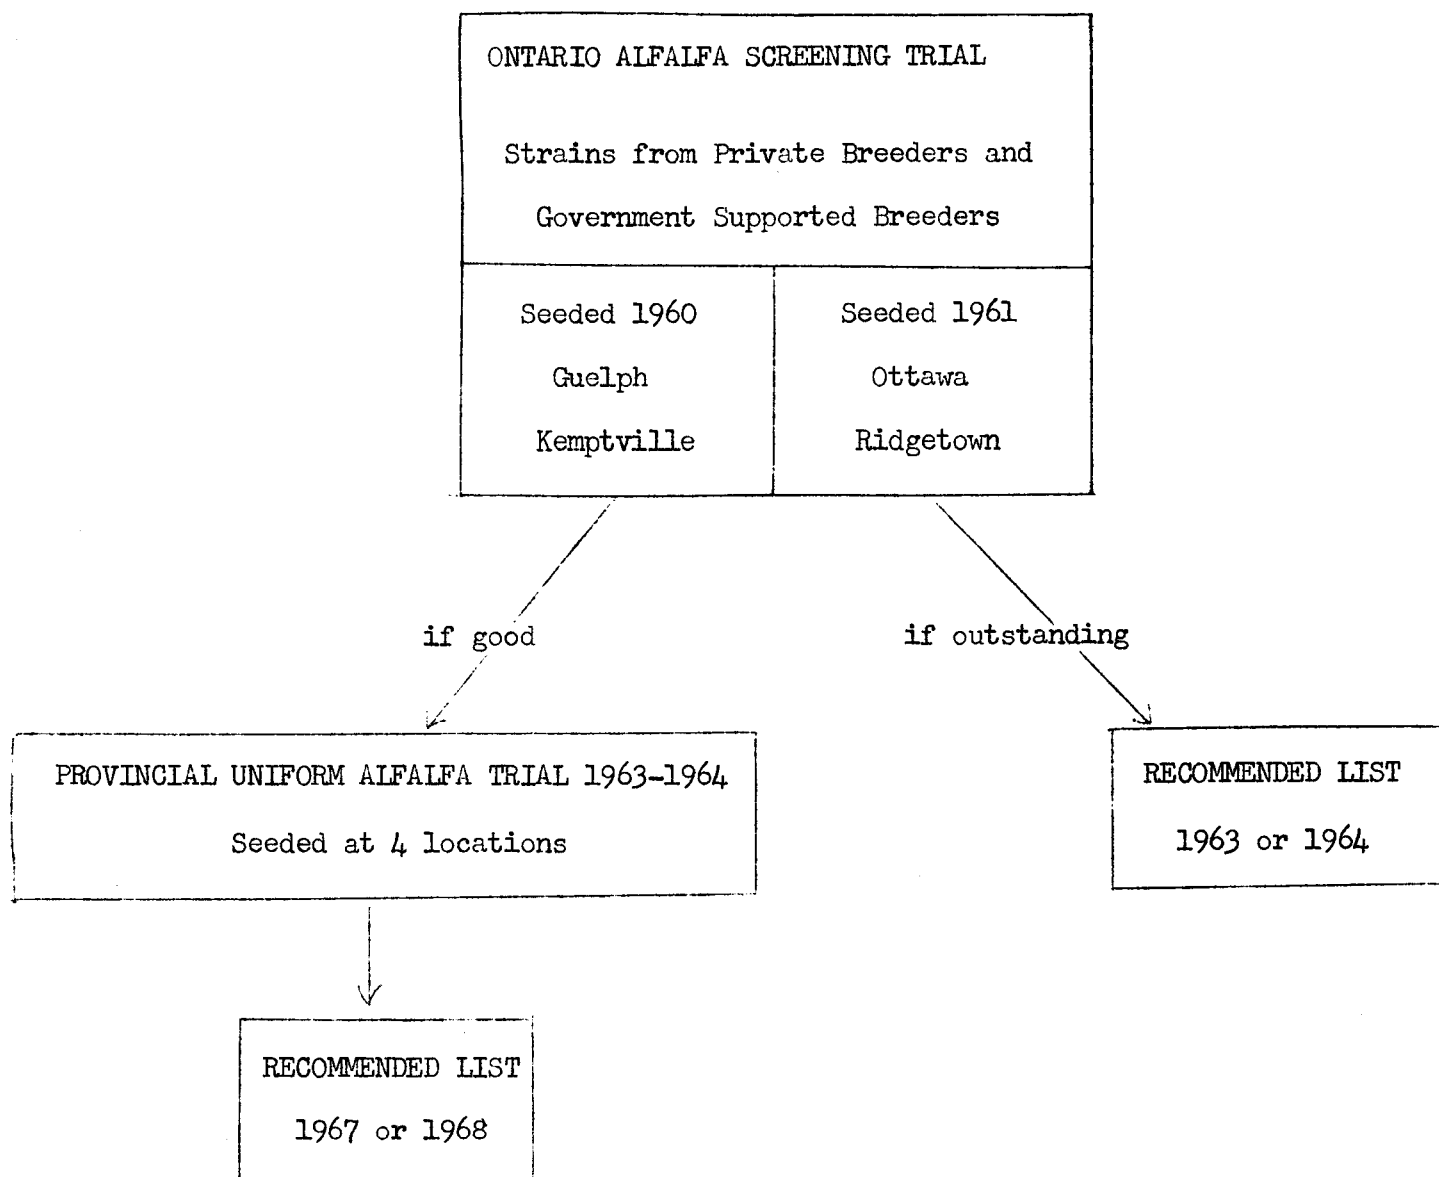 ONTARIO ALFALFA SCREENING TRIAL
Strains from Private Breeders and
Government Supported Breeders
Seeded 1960
Guelph
Kemptville
Seeded 1961
Ottawa
Ridgetown
if good
if outstanding
PROVINCIAL UNIFORM ALFALFA TRIAL 1963-1964
Seeded at 4 locations
RECOMMENDED LIST
1963 or 1964
RECOMMENDED LIST
1967 or 1968